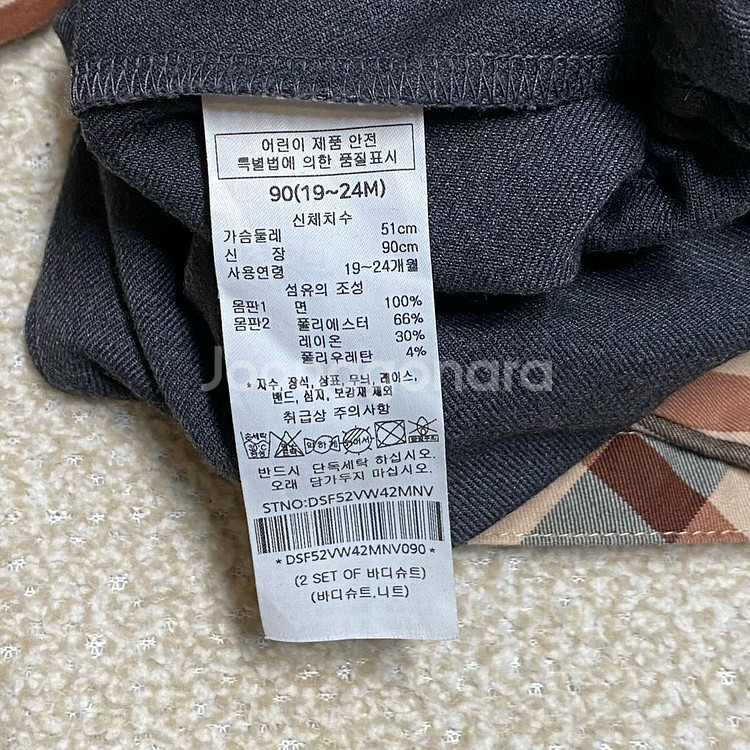 어린이 제품 안전
특별법에 의한 품질표시
90(19~24M)
신체치수
가슴둘레 51cm
신 장 90cm
사용연령 19~24개월
섬유의 조성
몸판1 면 100%
몸판2 폴리에스터 66%
레이온 30%
폴리우레탄 4%
* 자수, 장식, 상표, 무늬, 레이스,
밴드, 심지, 보강재 제외
취급상 주의사항
반드시 단독세탁 하십시오.
오래 담가두지 마십시오.
STNO:DSF52VW42MNV
*DSF52VW42MNV090*
(2 SET OF 바디슈트)
(바디슈트.니트)